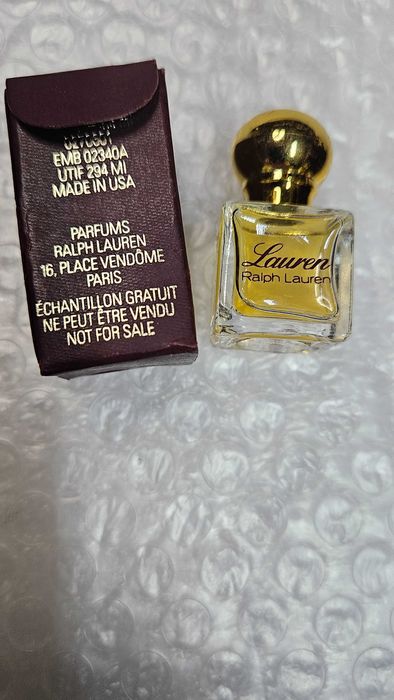 EMB 02340A
UTIF 294 MI
MADE IN USA
PARFUMS
RALPH LAUREN
16, PLACE VENDÔME
PARIS
ÉCHANTILLON GRATUIT
NE PEUT ÊTRE VENDU
NOT FOR SALE
Lauren
Ralph Lauren